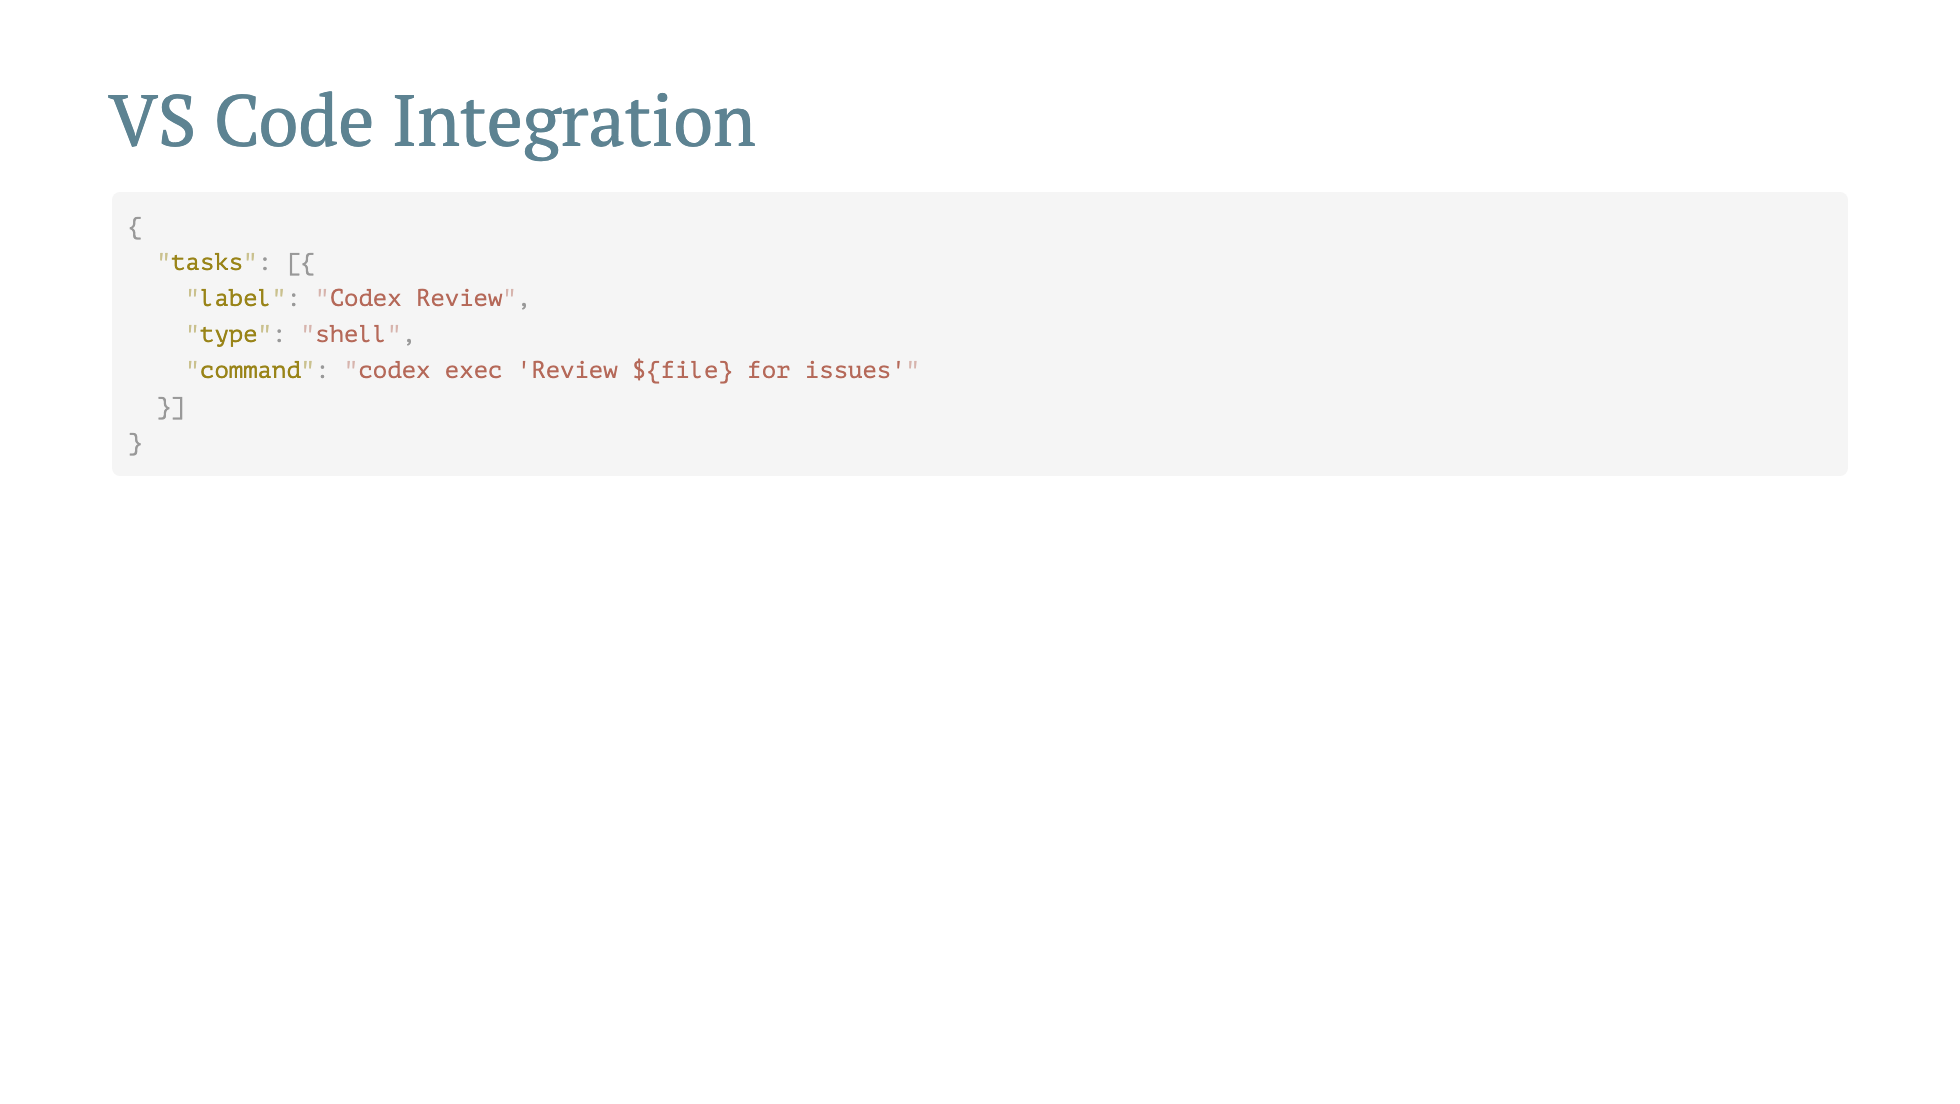 VS Code Integration
{
  "tasks": [{
    "label": "Codex Review",
    "type": "shell",
    "command": "codex exec 'Review ${file} for issues'"
  }]
}